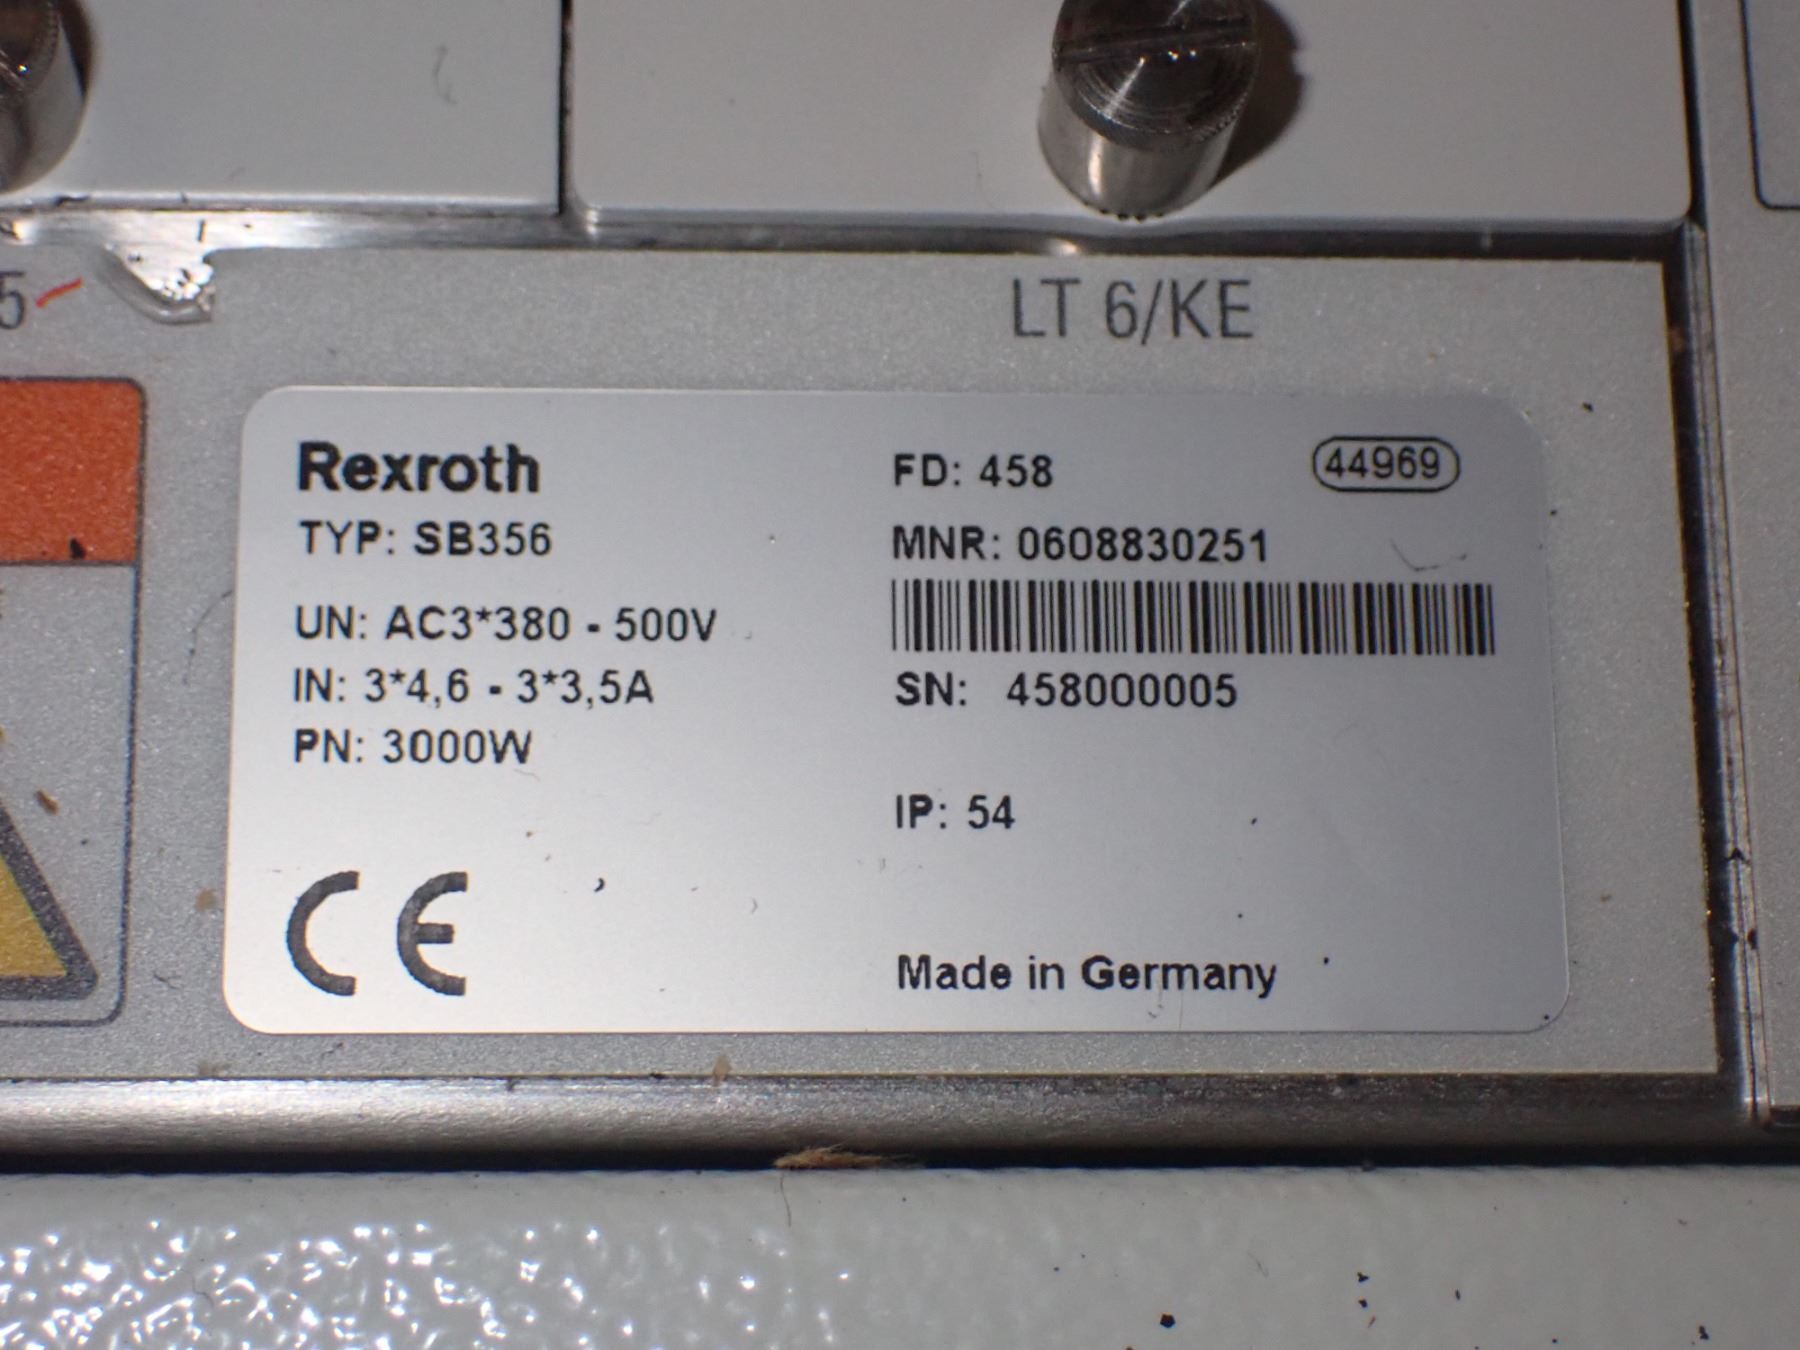 5
LT 6/KE
Rexroth
TYP: SB356
UN: AC3*380 - 500V
IN: 3*4,6 - 3*3,5A
PN: 3000W
CE
FD: 458
44969
MNR: 0608830251
SN: 458000005
IP: 54
Made in Germany